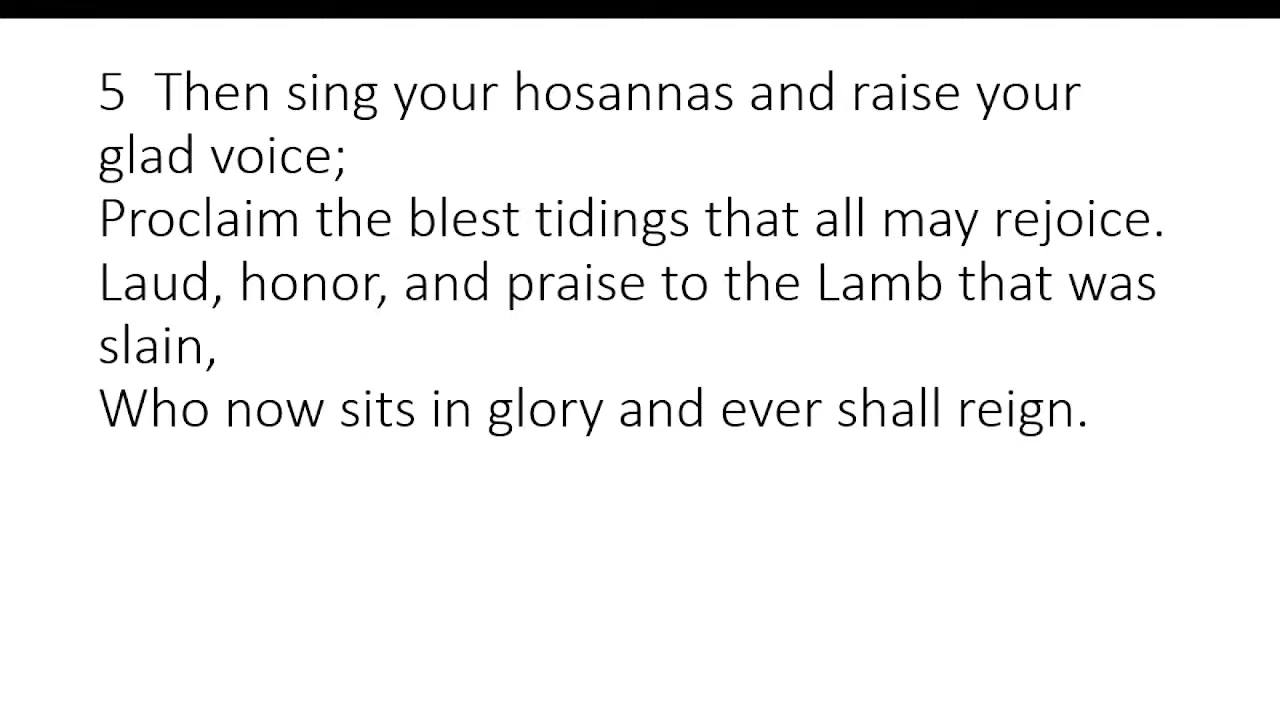 5  Then sing your hosannas and raise your
glad voice;
Proclaim the blest tidings that all may rejoice.
Laud, honor, and praise to the Lamb that was
slain,
Who now sits in glory and ever shall reign.